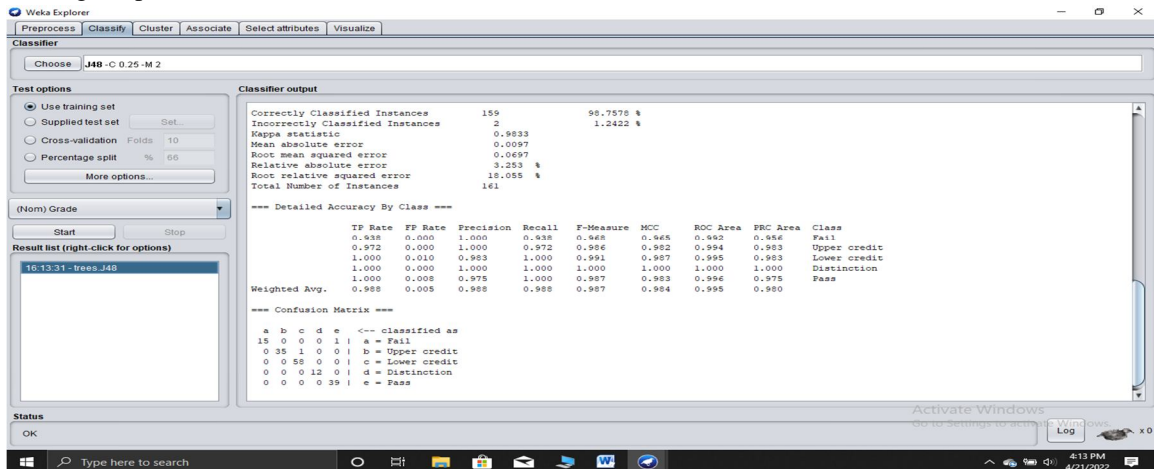 Weka Explorer
Preprocess Classify Cluster Associate Select attributes Visualize
Classifier
Choose J48 -C 0.25 -M 2
Test options
Use training set
Supplied test set Set...
Cross-validation Folds 10
Percentage split % 66
More options...
(Nom) Grade
Start Stop
Result list (right-click for options)
16:13:31 - trees.J48
Classifier output
Correctly Classified Instances 159 98.7578 %
Incorrectly Classified Instances 2 1.2422 %
Kappa statistic 0.9833
Mean absolute error 0.0097
Root mean squared error 0.0697
Relative absolute error 3.253 %
Root relative squared error 18.055 %
Total Number of Instances 161
=== Detailed Accuracy By Class ===
TP Rate FP Rate Precision Recall F-Measure MCC ROC Area PRC Area Class
0.938 0.000 1.000 0.938 0.968 0.965 0.992 0.956 Fail
0.972 0.000 1.000 0.972 0.986 0.982 0.994 0.983 Upper credit
1.000 0.010 0.983 1.000 0.991 0.987 0.995 0.983 Lower credit
1.000 0.000 1.000 1.000 1.000 1.000 1.000 1.000 Distinction
1.000 0.008 0.975 1.000 0.987 0.983 0.996 0.975 Pass
Weighted Avg. 0.988 0.005 0.988 0.988 0.987 0.984 0.995 0.980
=== Confusion Matrix ===
a b c d e <-- classified as
15 0 0 0 1 | a = Fail
0 35 1 0 0 | b = Upper credit
0 0 58 0 0 | c = Lower credit
0 0 0 12 0 | d = Distinction
0 0 0 0 39 | e = Pass
Status
OK
Activate Windows
Go to Settings to activate Windows.
Log x 0
Type here to search
4:13 PM
4/21/2022